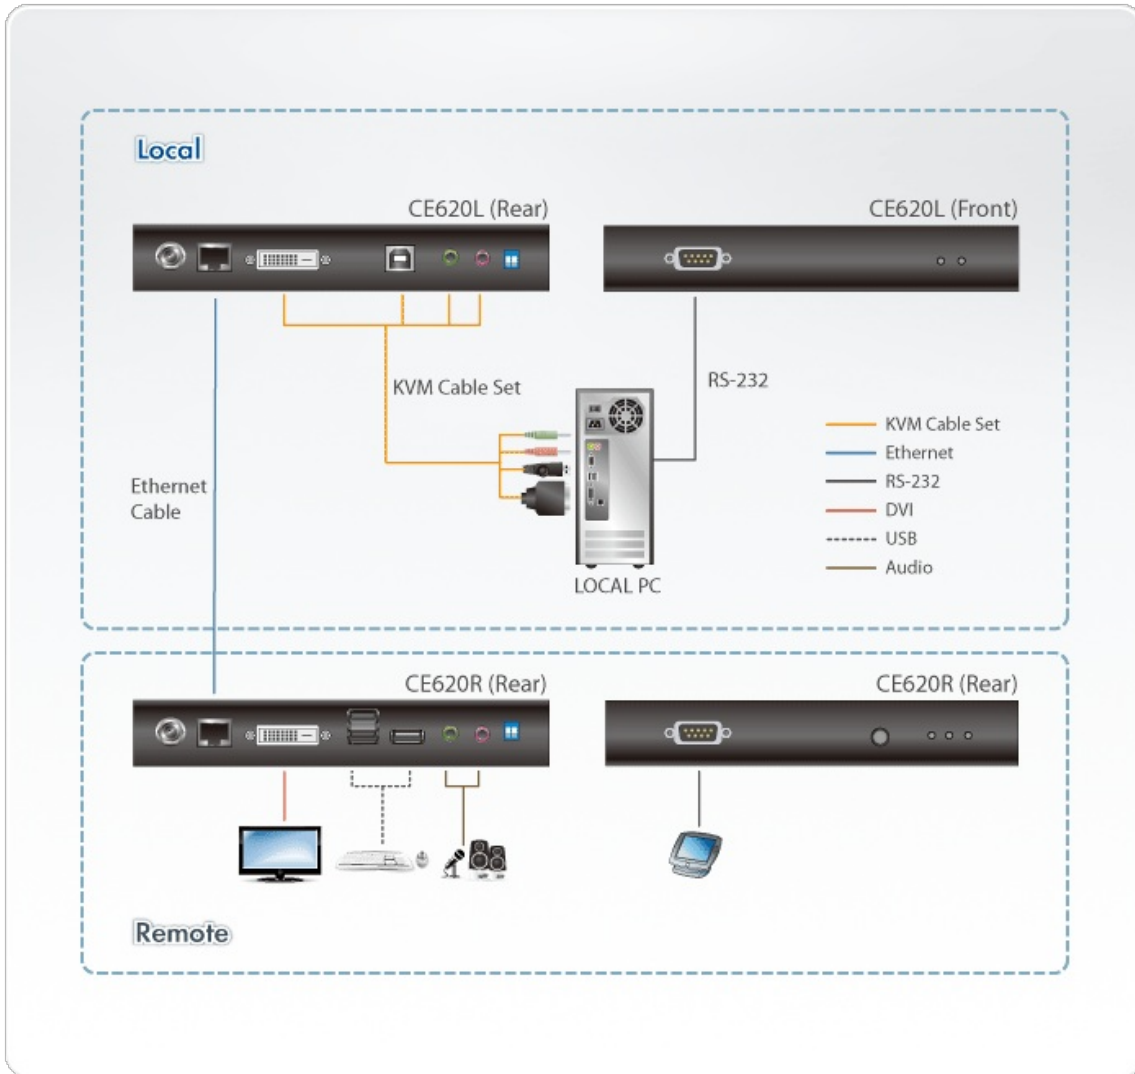 Local
CE620L (Rear)
CE620L (Front)
KVM Cable Set
RS-232
Ethernet
Cable
LOCAL PC
KVM Cable Set
Ethernet
RS-232
DVI
USB
Audio
CE620R (Rear)
CE620R (Rear)
Remote